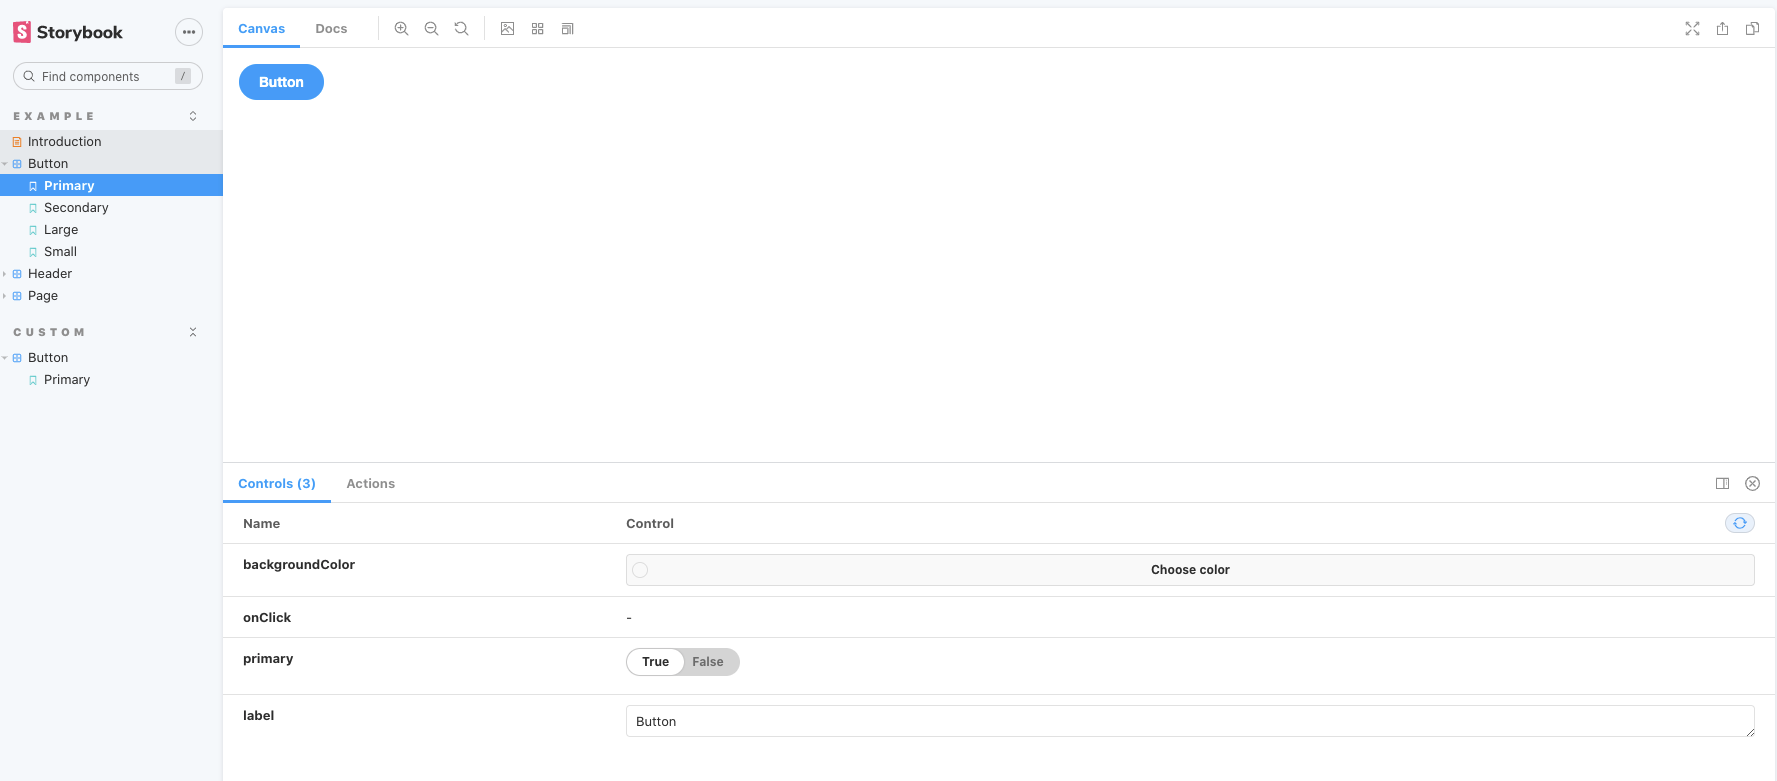 Storybook
Find components /
EXAMPLE
Introduction
Button
Primary
Secondary
Large
Small
Header
Page
CUSTOM
Button
Primary
Canvas Docs
Button
Controls (3) Actions
Name Control
backgroundColor Choose color
onClick -
primary True False
label Button